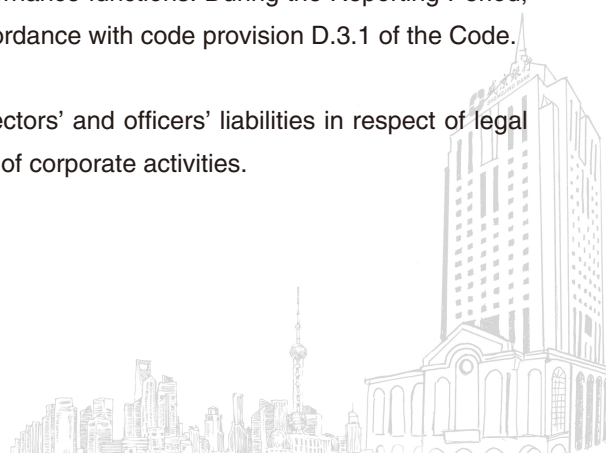 rmance functions. During the Reporting Period,
ordance with code provision D.3.1 of the Code.
ectors' and officers' liabilities in respect of legal
of corporate activities.